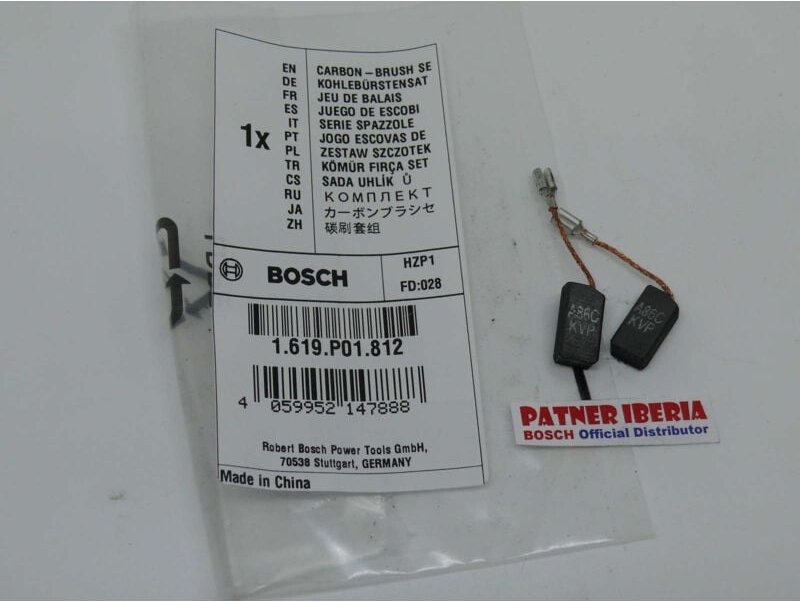 1x
EN CARBON-BRUSH SE
DE KOHLEBÜRSTENSAT
FR JEU DE BALAIS
ES JUEGO DE ESCOBI
IT SERIE SPAZZOLE
PT JOGO ESCOVAS DE
PL ZESTAW SZCZOTEK
TR KÖMÜR FIRÇA SET
CS SADA UHLÍK Ů
RU КОМПЛЕКТ
JA カーボンブラシセ
ZH 碳刷套组
BOSCH
HZP1
FD:028
1.619.P01.812
4 059952 147888
Robert Bosch Power Tools GmbH,
70538 Stuttgart, GERMANY
Made in China
A86C
KVP
A86C
KVP
PATNER IBERIA
BOSCH Official Distributor